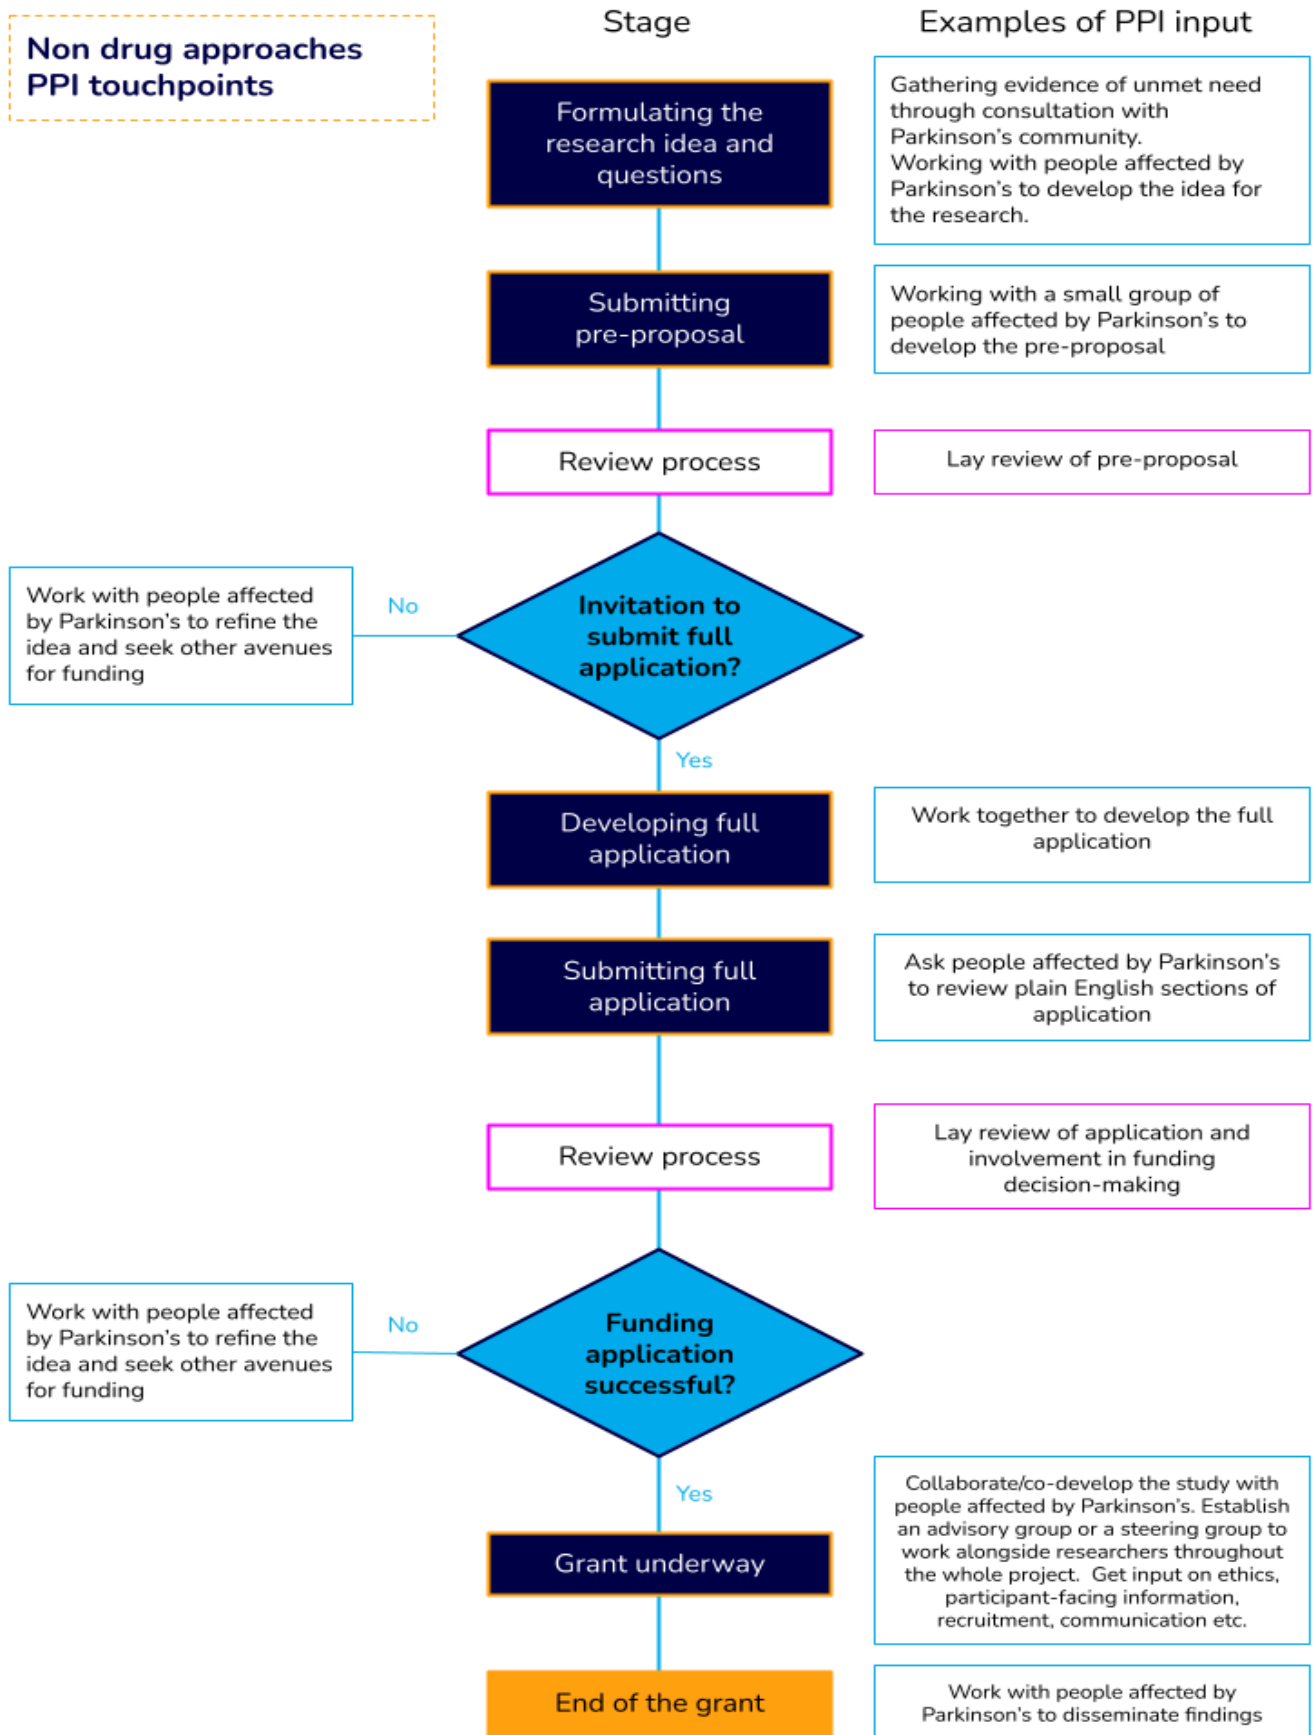 Non drug approaches
PPI touchpoints
Stage
Examples of PPI input
Formulating the
research idea and
questions
Gathering evidence of unmet need
through consultation with
Parkinson's community.
Working with people affected by
Parkinson's to develop the idea for
the research.
Submitting
pre-proposal
Working with a small group of
people affected by Parkinson's to
develop the pre-proposal
Review process
Lay review of pre-proposal
Invitation to
submit full
application?
No
Work with people affected
by Parkinson's to refine the
idea and seek other avenues
for funding
Yes
Developing full
application
Work together to develop the full
application
Submitting full
application
Ask people affected by Parkinson's
to review plain English sections of
application
Review process
Lay review of application and
involvement in funding
decision-making
Funding
application
successful?
No
Work with people affected
by Parkinson's to refine the
idea and seek other avenues
for funding
Yes
Grant underway
Collaborate/co-develop the study with
people affected by Parkinson's. Establish
an advisory group or a steering group to
work alongside researchers throughout
the whole project. Get input on ethics,
participant-facing information,
recruitment, communication etc.
End of the grant
Work with people affected by
Parkinson's to disseminate findings